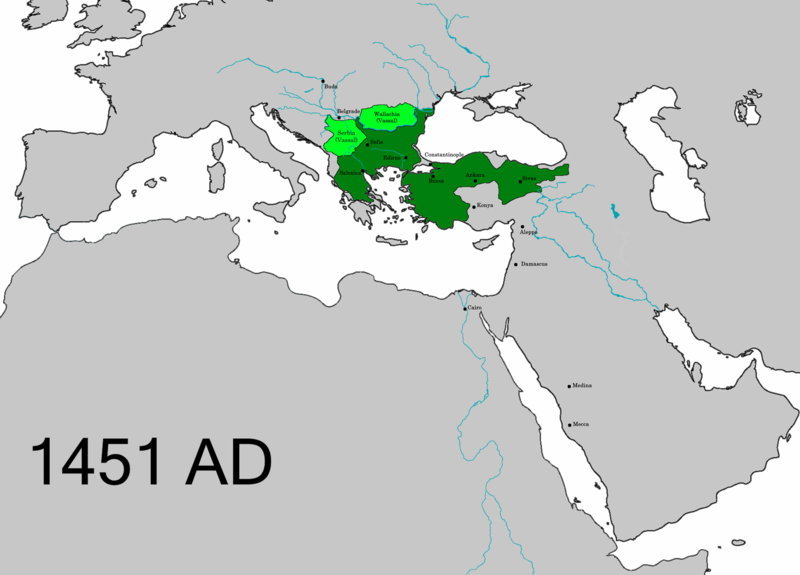 Buda
Belgrade
Wallachia
(Vassal)
Serbia
(Vassal)
Sofia
Edirne
Constantinople
Salonica
Bursa
Ankara
Sivas
Konya
Aleppo
Damascus
Cairo
Medina
Mecca
1451 AD